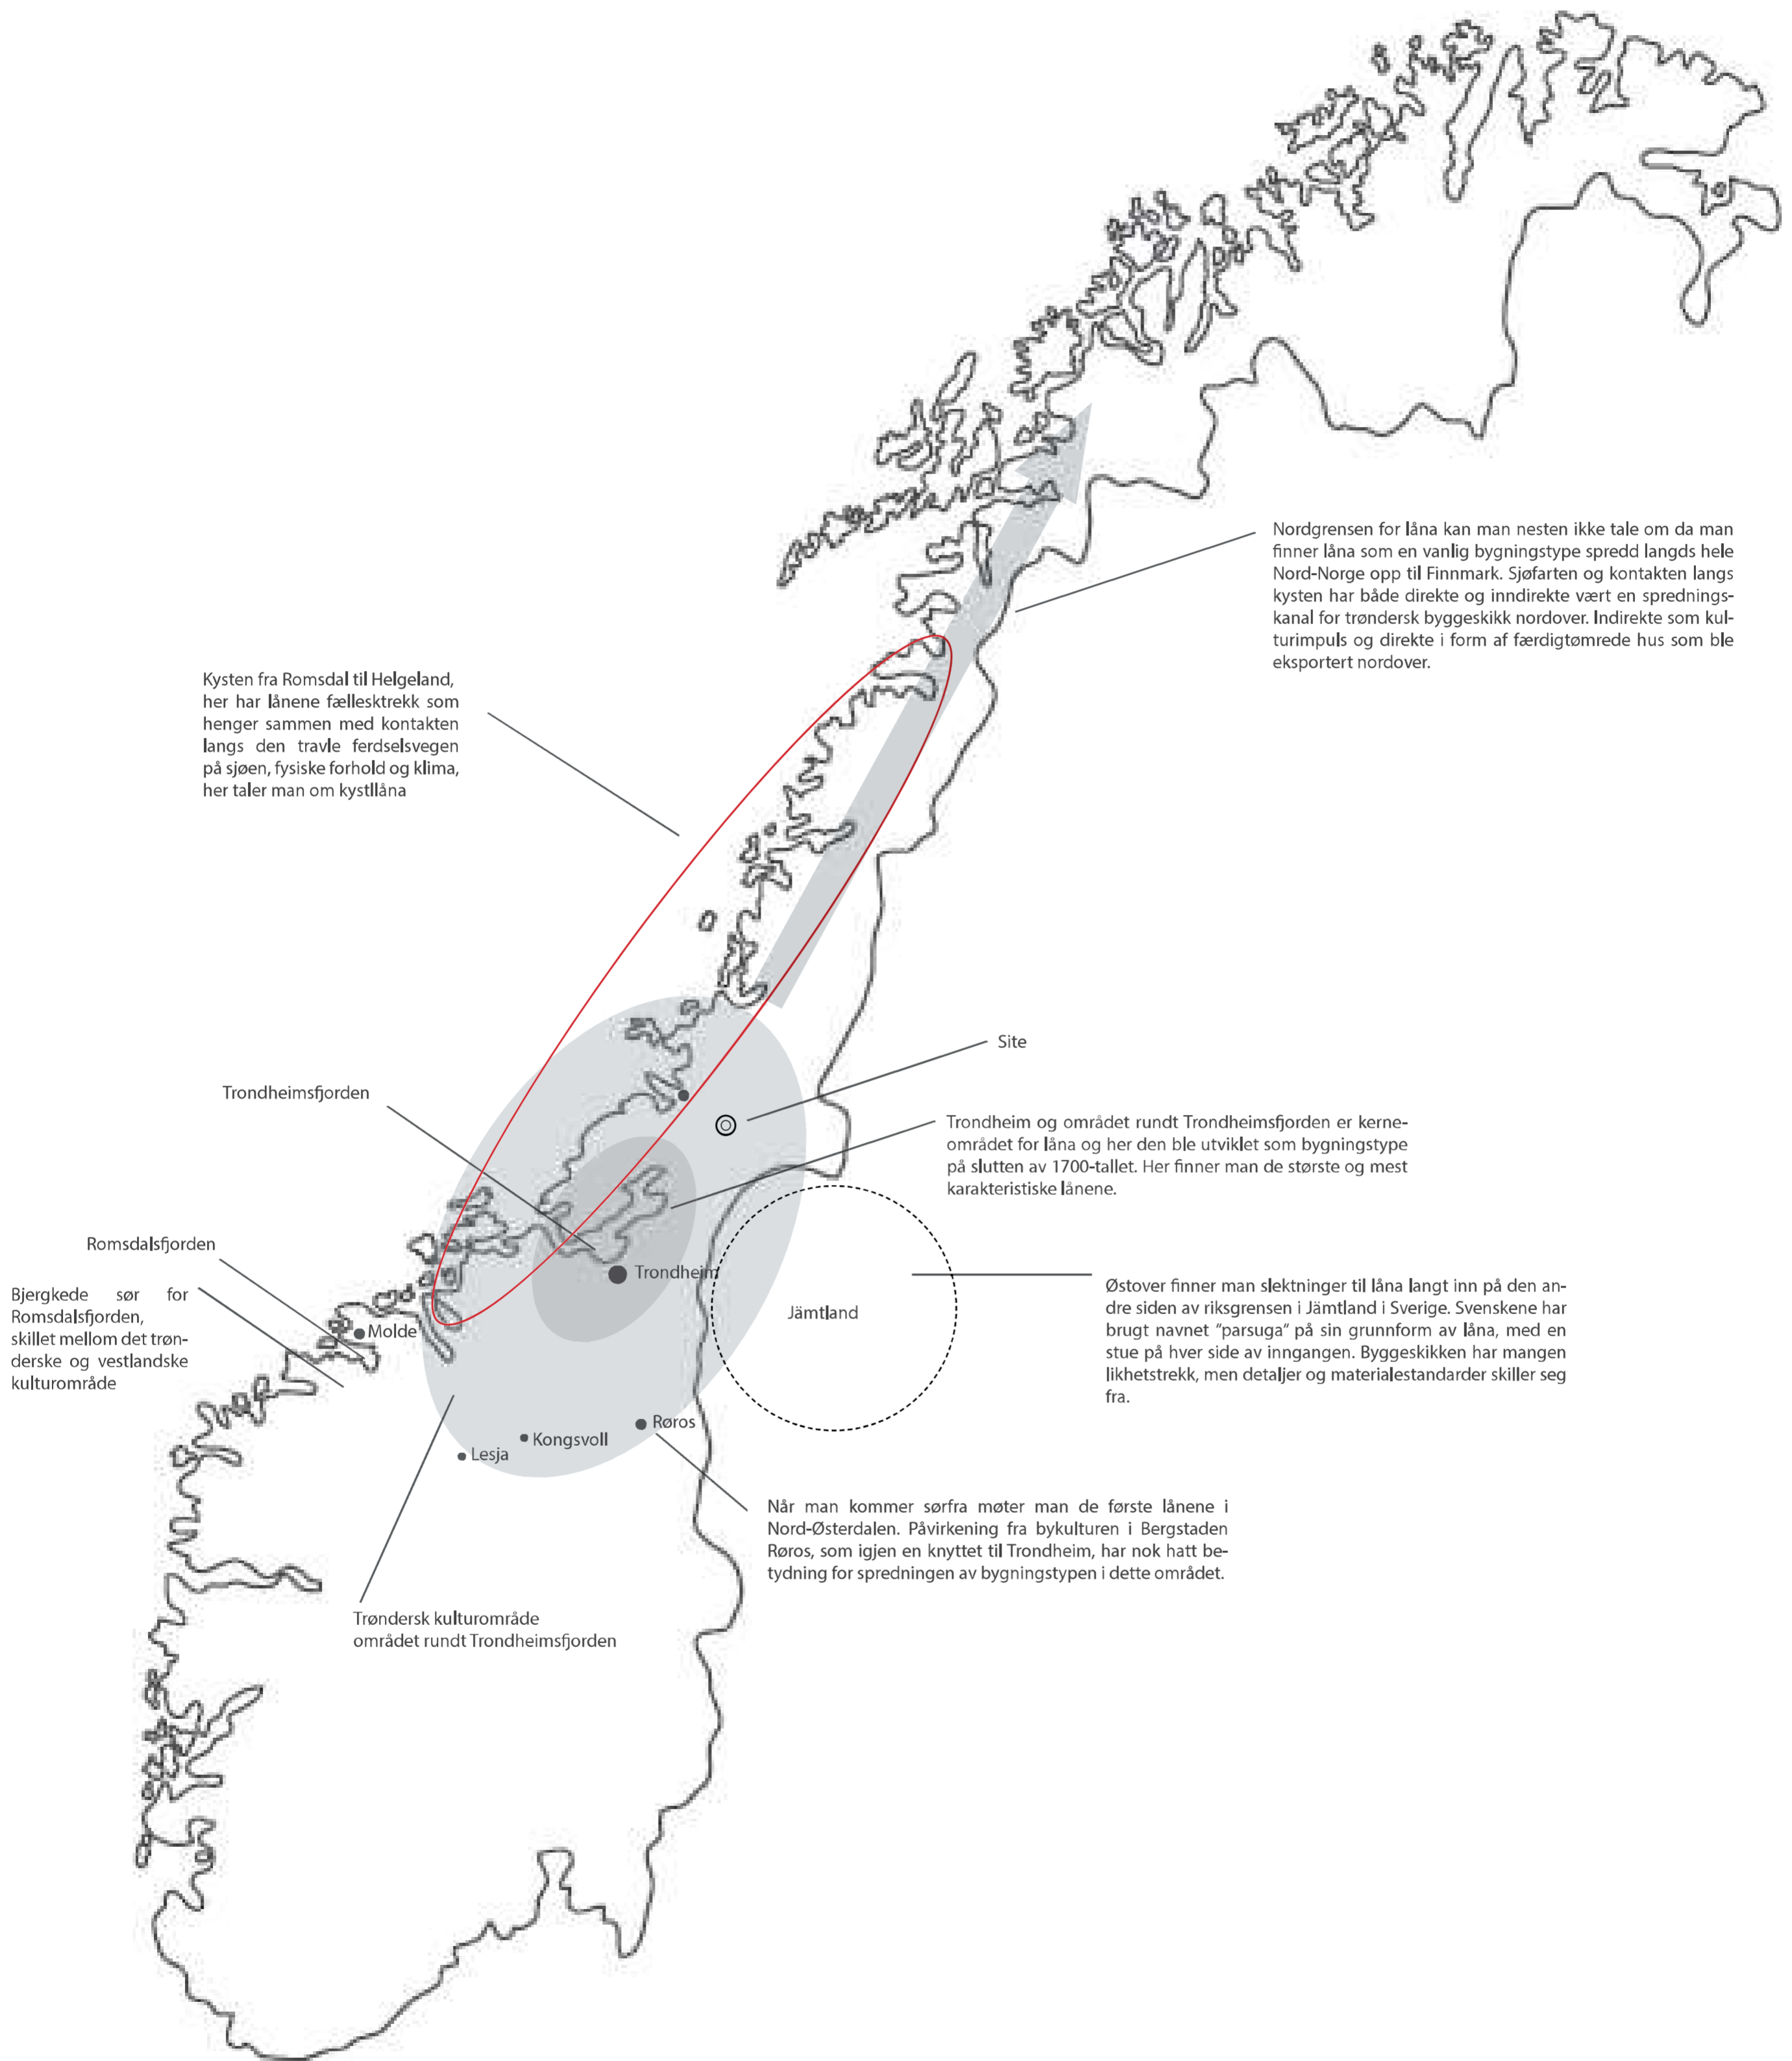 Nordgrensen for låna kan man nesten ikke tale om da man
finner låna som en vanlig bygningstype spredd langds hele
Nord-Norge opp til Finnmark. Sjøfarten og kontakten langs
kysten har både direkte og inndirekte vært en sprednings-
kanal for trøndersk byggeskikk nordover. Indirekte som kul-
turimpuls og direkte i form af færdigtømrede hus som ble
eksportert nordover.
Kysten fra Romsdal til Helgeland,
her har lånene fællesktrekk som
henger sammen med kontakten
langs den travle ferdselsvegen
på sjøen, fysiske forhold og klima,
her taler man om kystllåna
Site
Trondheimsfjorden
Trondheim og området rundt Trondheimsfjorden er kerne-
området for låna og her den ble utviklet som bygningstype
på slutten av 1700-tallet. Her finner man de største og mest
karakteristiske lånene.
Romsdalsfjorden
Trondheim
Bjergkede sør for
Romsdalsfjorden,
skillet mellom det trøn-
derske og vestlandske
kulturområde
Molde
Jämtland
Østover finner man slektninger til låna langt inn på den an-
dre siden av riksgrensen i Jämtland i Sverige. Svenskene har
brugt navnet "parsuga" på sin grunnform av låna, med en
stue på hver side av inngangen. Byggeskikken har mangen
likhetstrekk, men detaljer og materialestandarder skiller seg
fra.
Røros
Kongsvoll
Lesja
Når man kommer sørfra møter man de første lånene i
Nord-Østerdalen. Påvirkening fra bykulturen i Bergstaden
Røros, som igjen en knyttet til Trondheim, har nok hatt be-
tydning for spredningen av bygningstypen i dette området.
Trøndersk kulturområde
området rundt Trondheimsfjorden